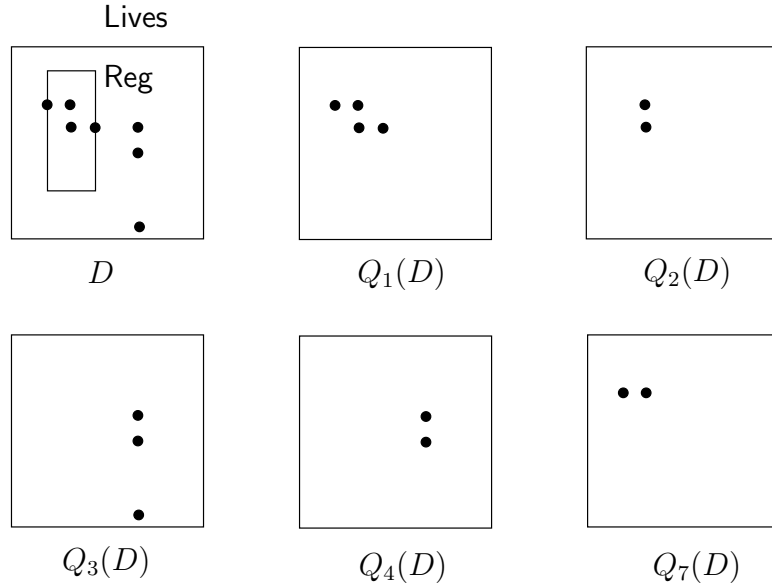 Lives
Reg
D
Q₁(D)
Q₂(D)
Q₃(D)
Q₄(D)
Q₇(D)